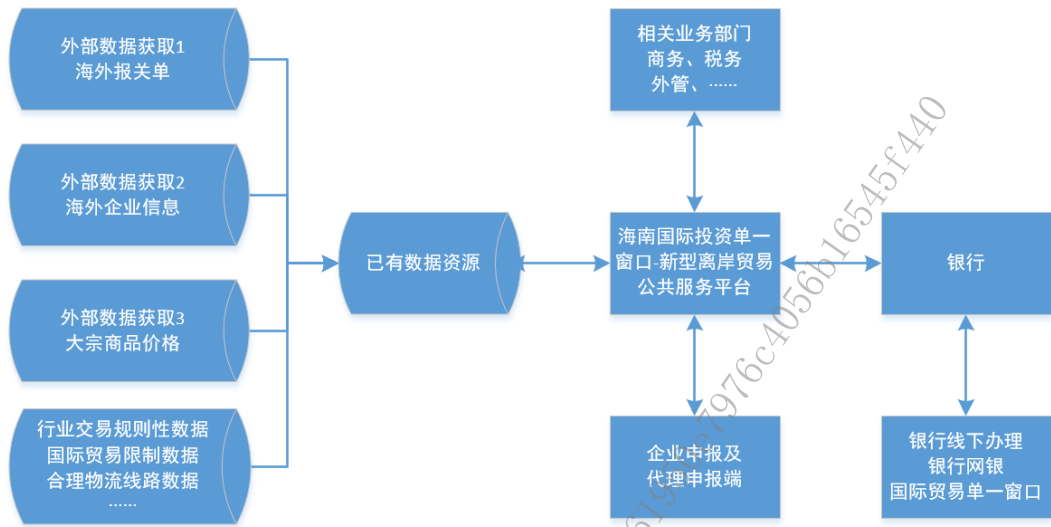 外部数据获取1
海外报关单
外部数据获取2
海外企业信息
外部数据获取3
大宗商品价格
行业交易规则性数据
国际贸易限制数据
合理物流线路数据
……
已有数据资源
相关业务部门
商务、税务
外管、……
海南国际投资单一
窗口-新型离岸贸易
公共服务平台
企业申报及
代理申报端
银行
银行线下办理
银行网银
国际贸易单一窗口